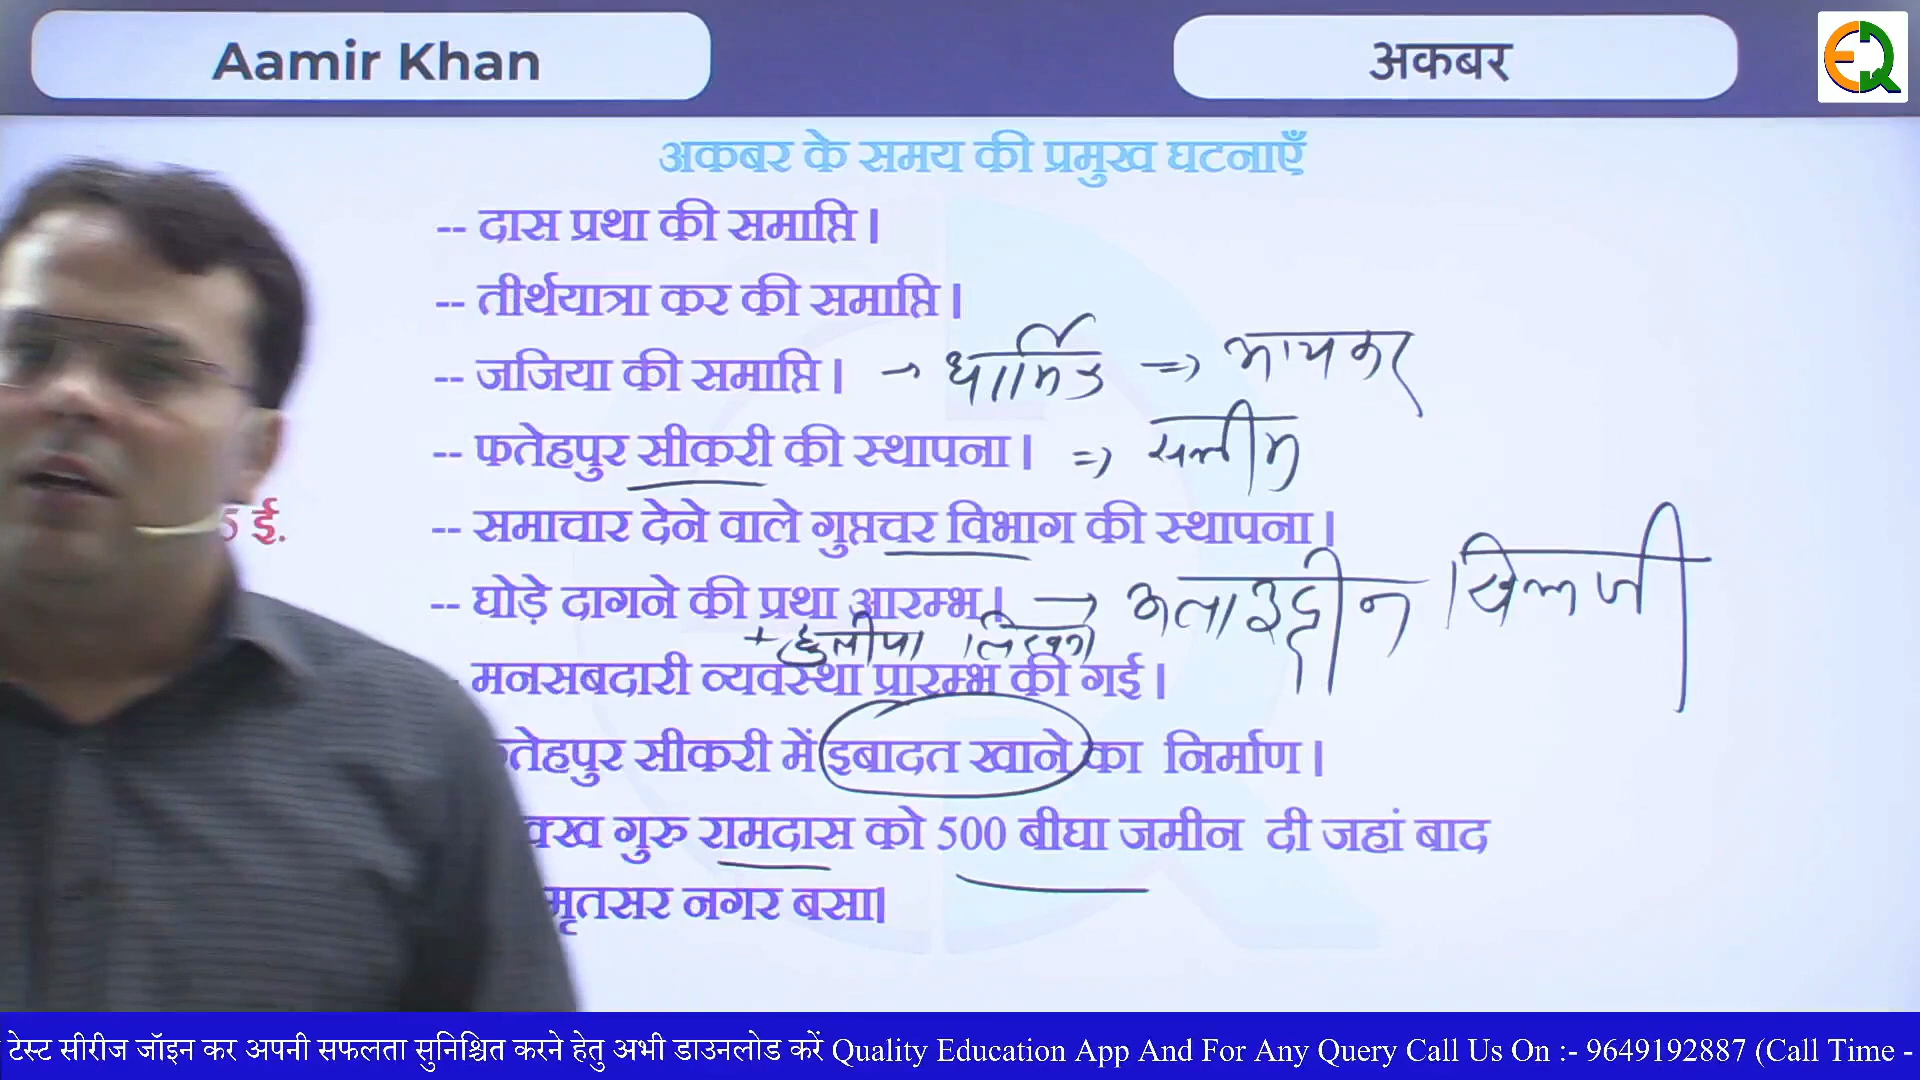 Aamir Khan
अकबर
EQ
अकबर के समय की प्रमुख घटनाएँ
-- दास प्रथा की समाप्ति।
-- तीर्थयात्रा कर की समाप्ति।
-- जजिया की समाप्ति। → धार्मिक =>
-- फतेहपुर सीकरी की स्थापना। => सलीम
5 ई. -- समाचार देने वाले गुप्तचर विभाग की स्थापना।
-- घोड़े दागने की प्रथा आरम्भ। → अलाउद्दीन खिलजी
+ हुलीया लिखना
मनसबदारी व्यवस्था प्रारम्भ की गई।
तेहपुर सीकरी में इबादत खाने का निर्माण।
क्ख गुरु रामदास को 500 बीघा जमीन दी जहां बाद
मृतसर नगर बसा।
टेस्ट सीरीज जॉइन कर अपनी सफलता सुनिश्चित करने हेतु अभी डाउनलोड करें Quality Education App And For Any Query Call Us On :- 9649192887 (Call Time -